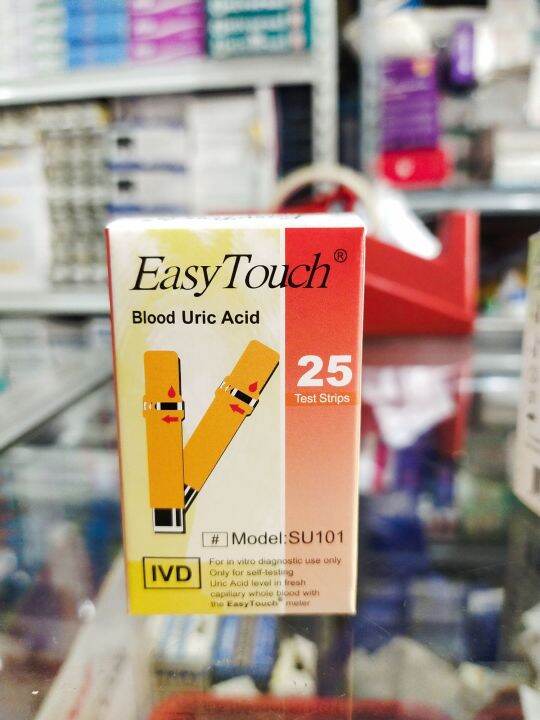 EasyTouch®
Blood Uric Acid
25
Test Strips
# Model:SU101
IVD
For in vitro diagnostic use only
Only for self-testing
Uric Acid level in fresh
capillary whole blood with
the EasyTouch® meter